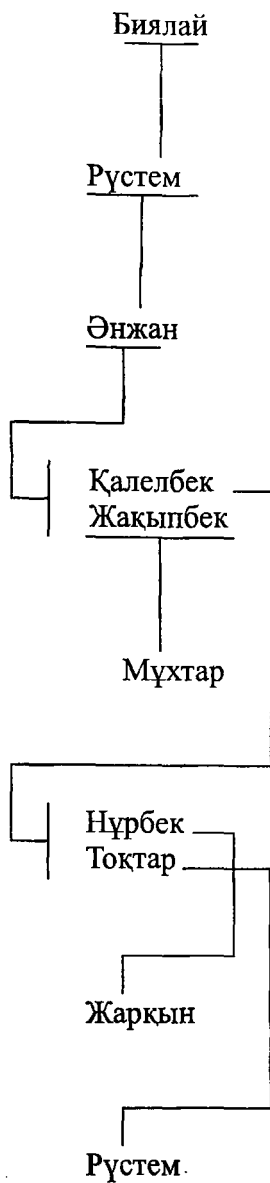 Биялай
Рүстем
Әнжан
Қалелбек
Жақыпбек
Мұхтар
Нұрбек
Тоқтар
Жарқын
Рүстем